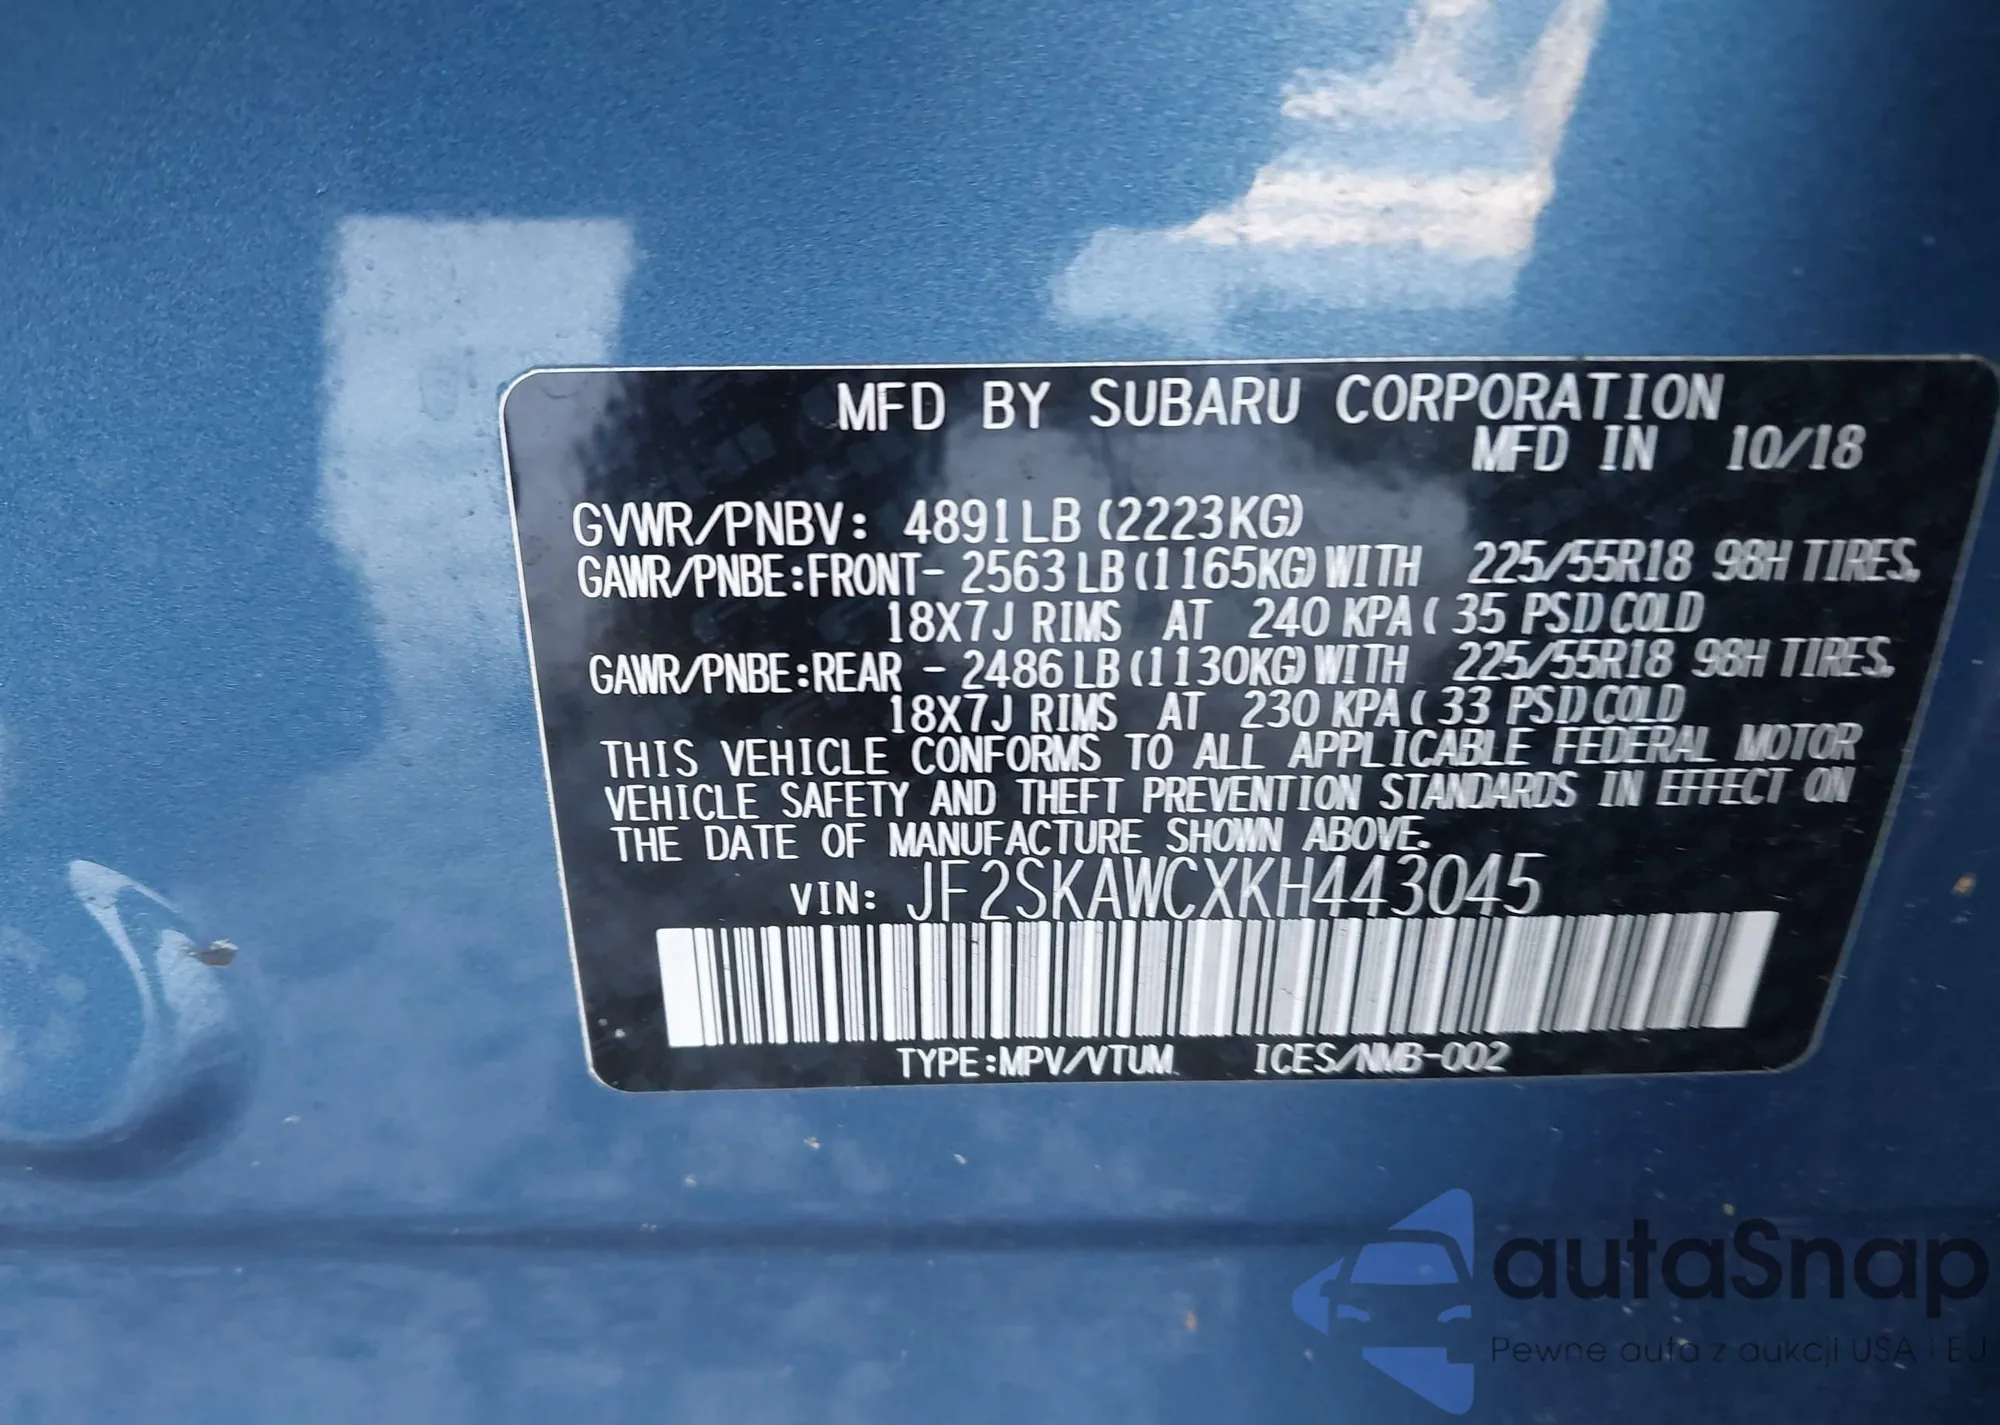 MFD BY SUBARU CORPORATION
MFD IN 10/18
GVWR/PNBV: 4891LB (2223KG)
GAWR/PNBE:FRONT- 2563 LB (1165KG) WITH 225/55R18 98H TIRES,
18X7J RIMS AT 240 KPA ( 35 PSI) COLD
GAWR/PNBE:REAR - 2486 LB (1130KG) WITH 225/55R18 98H TIRES,
18X7J RIMS AT 230 KPA ( 33 PSI) COLD
THIS VEHICLE CONFORMS TO ALL APPLICABLE FEDERAL MOTOR
VEHICLE SAFETY AND THEFT PREVENTION STANDARDS IN EFFECT ON
THE DATE OF MANUFACTURE SHOWN ABOVE.
VIN: JF2SKAWCXKH443045
TYPE:MPV/VTUM ICES/NMB-002
autaSnap
Pewne auta z aukcji USA i EU